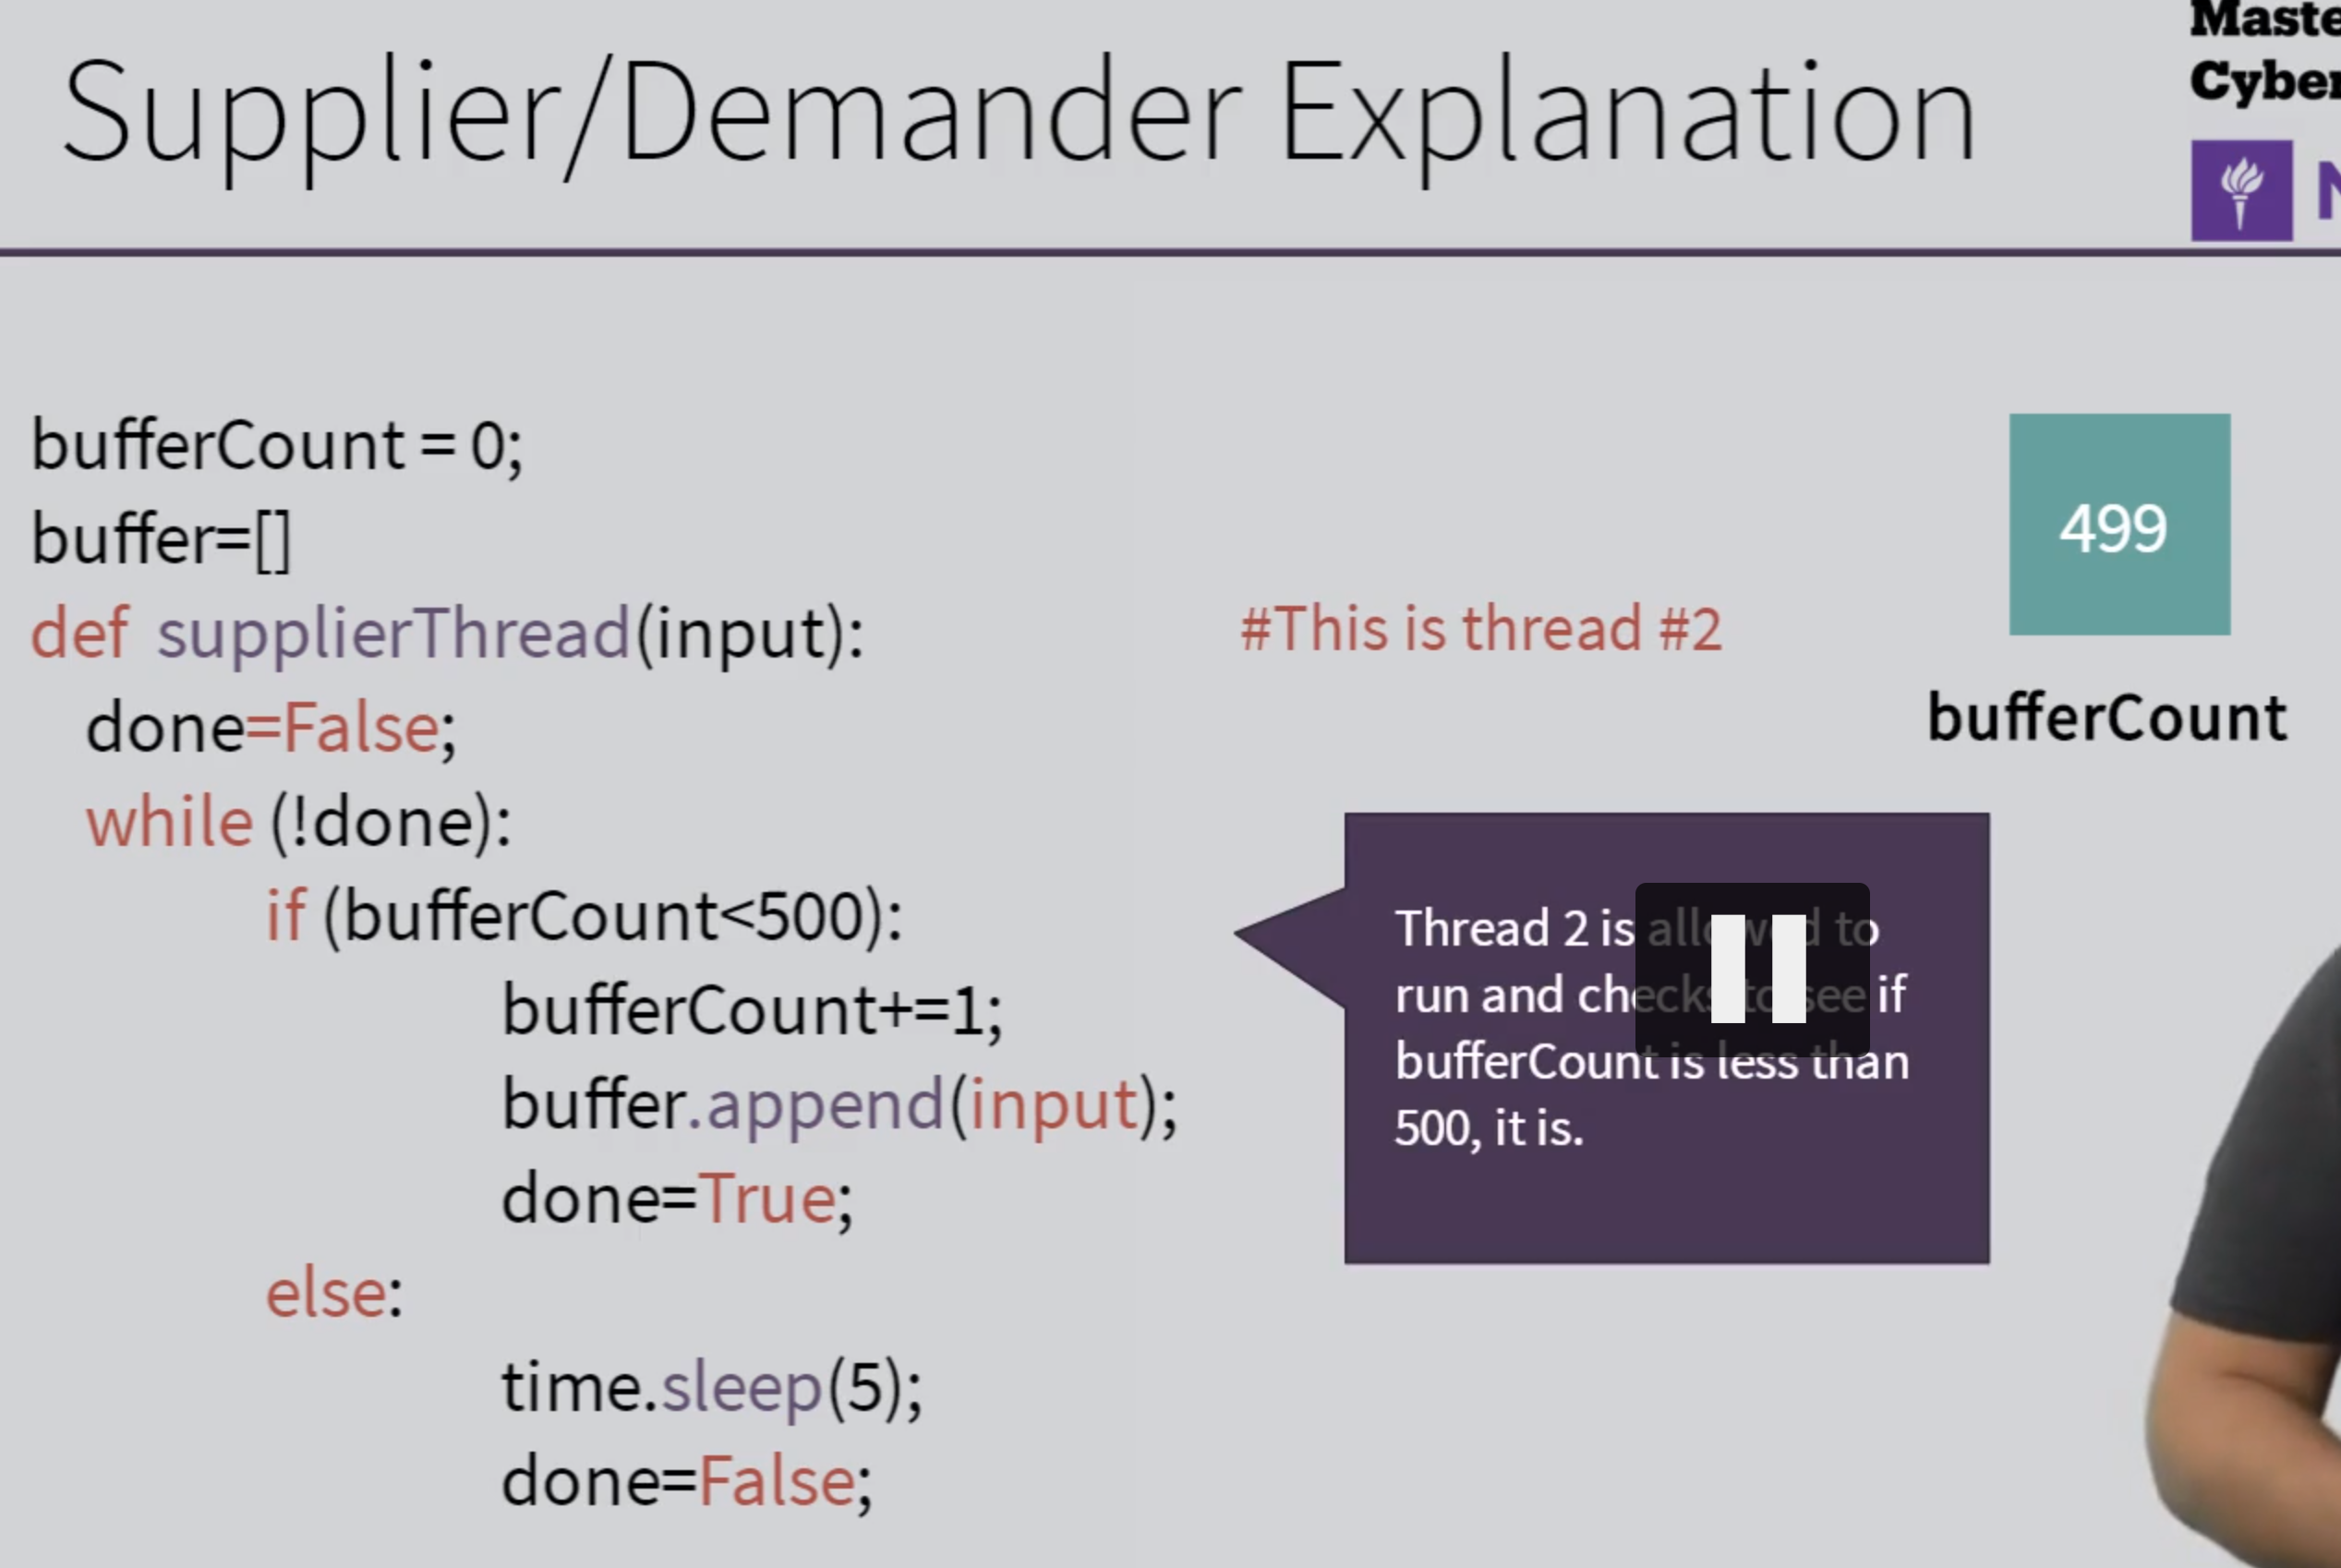 Supplier/Demander Explanation
Maste
Cyber
N
bufferCount = 0;
buffer=[]
499
def supplierThread(input):
#This is thread #2
done=False;
bufferCount
while (!done):
if (bufferCount<500):
bufferCount+=1;
buffer.append(input);
done=True;
else:
time.sleep(5);
done=False;
Thread 2 is allowed to
run and checks to see if
bufferCount is less than
500, it is.